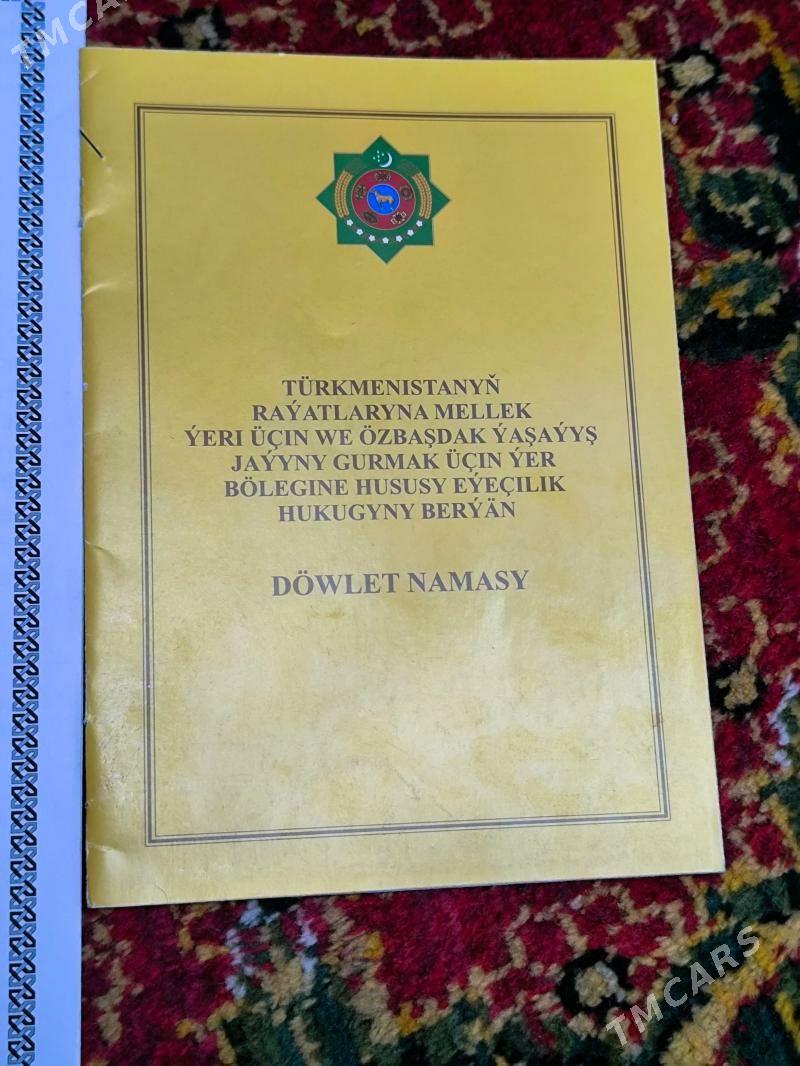 TMCARS
TÜRKMENISTANYŇ
RAÝATLARYNA MELLEK
ÝERI ÜÇIN WE ÖZBAŞDAK ÝAŞAÝYŞ
JAÝYNY GURMAK ÜÇIN ÝER
BÖLEGINE HUSUSY EÝEÇILIK
HUKUGYNY BERÝÄN
DÖWLET NAMASY
TMCARS